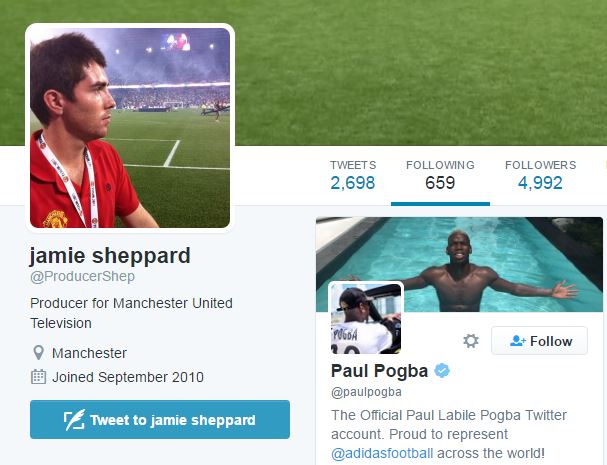 TWEETS FOLLOWING FOLLOWERS
2,698 659 4,992
jamie sheppard
@ProducerShep
Producer for Manchester United
Television
Manchester
Joined September 2010
Tweet to jamie sheppard
POGBA
Follow
Paul Pogba
@paulpogba
The Official Paul Labile Pogba Twitter
account. Proud to represent
@adidasfootball across the world!